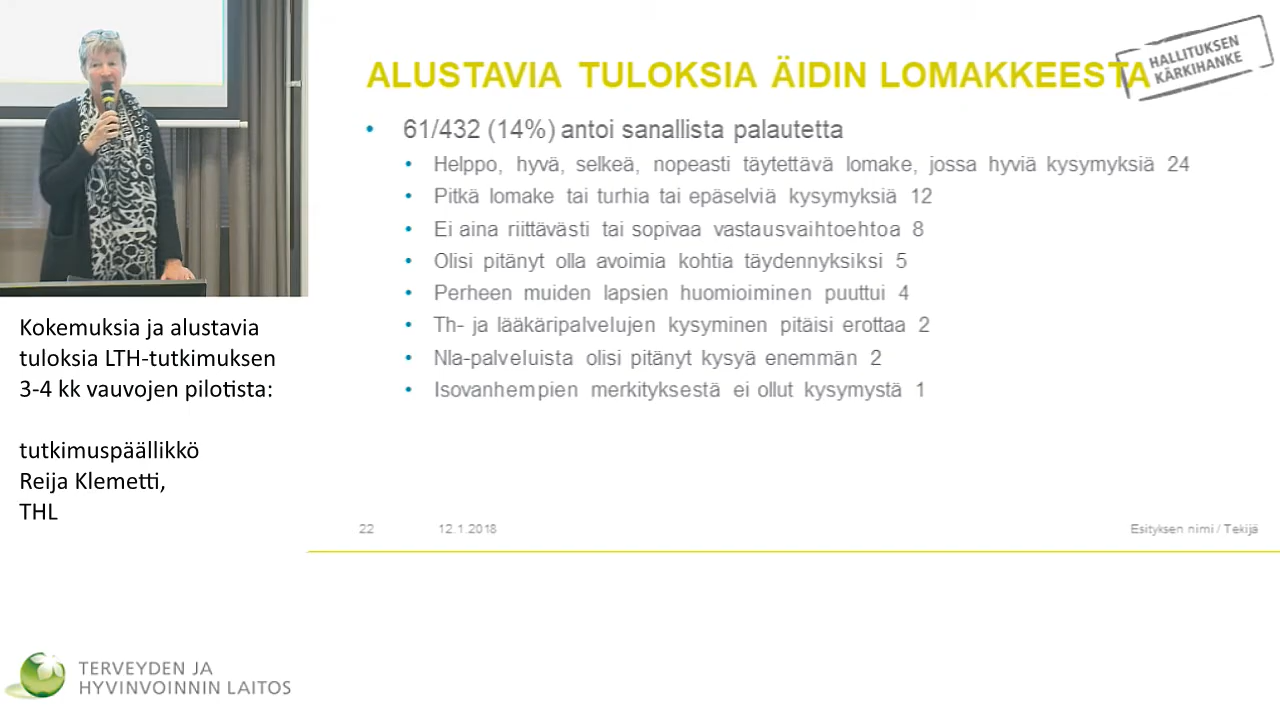 ALUSTAVIA TULOKSIA ÄIDIN LOMAKKEESTA
HALLITUKSEN
KÄRKIHANKE
• 61/432 (14%) antoi sanallista palautetta
• Helppo, hyvä, selkeä, nopeasti täytettävä lomake, jossa hyviä kysymyksiä 24
• Pitkä lomake tai turhia tai epäselviä kysymyksiä 12
• Ei aina riittävästi tai sopivaa vastausvaihtoehtoa 8
• Olisi pitänyt olla avoimia kohtia täydennyksiksi 5
• Perheen muiden lapsien huomioiminen puuttui 4
• Th- ja lääkäripalvelujen kysyminen pitäisi erottaa 2
• Nla-palveluista olisi pitänyt kysyä enemmän 2
• Isovanhempien merkityksestä ei ollut kysymystä 1
22 12.1.2018 Esityksen nimi / Tekijä
Kokemuksia ja alustavia
tuloksia LTH-tutkimuksen
3-4 kk vauvojen pilotista:
tutkimuspäällikkö
Reija Klemetti,
THL
TERVEYDEN JA
HYVINVOINNIN LAITOS